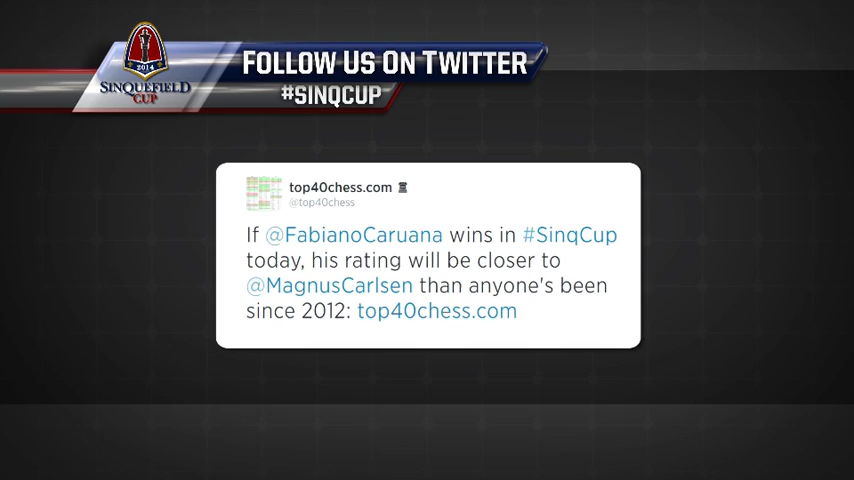 2014
SINQUEFIELD
CUP
FOLLOW US ON TWITTER
#SINQCUP
top40chess.com
@top40chess
If @FabianoCaruana wins in #SinqCup
today, his rating will be closer to
@MagnusCarlsen than anyone's been
since 2012: top40chess.com